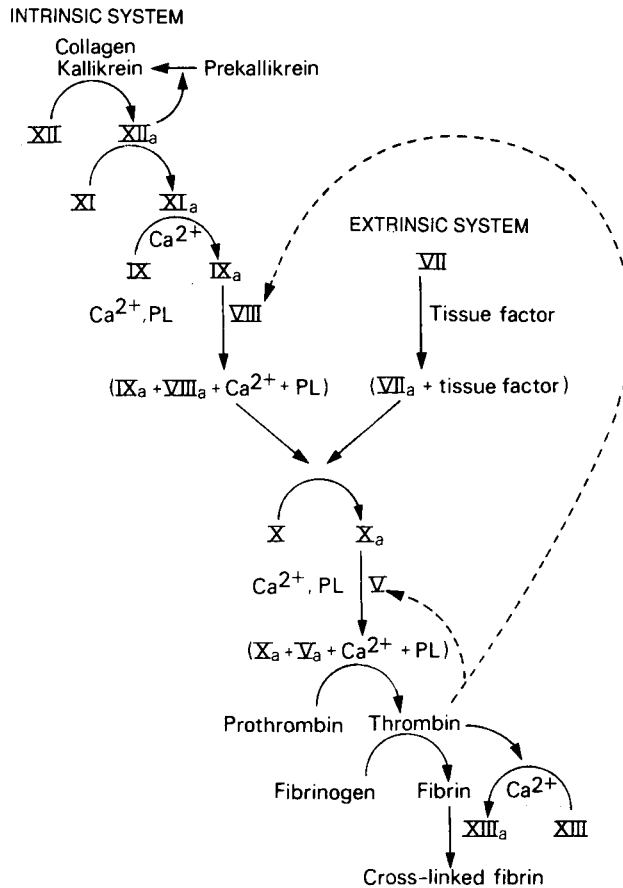 INTRINSIC SYSTEM
Collagen
Kallikrein Prekallikrein
XII XIIa
XI XIa
Ca2+
EXTRINSIC SYSTEM
IX IXa
VII
Ca2+, PL VIII
Tissue factor
(IXa + VIIIa + Ca2+ + PL) (VIIa + tissue factor)
X Xa
Ca2+, PL V
(Xa + Va + Ca2+ + PL)
Prothrombin Thrombin
Fibrinogen Fibrin Ca2+
XIIIa XIII
Cross-linked fibrin